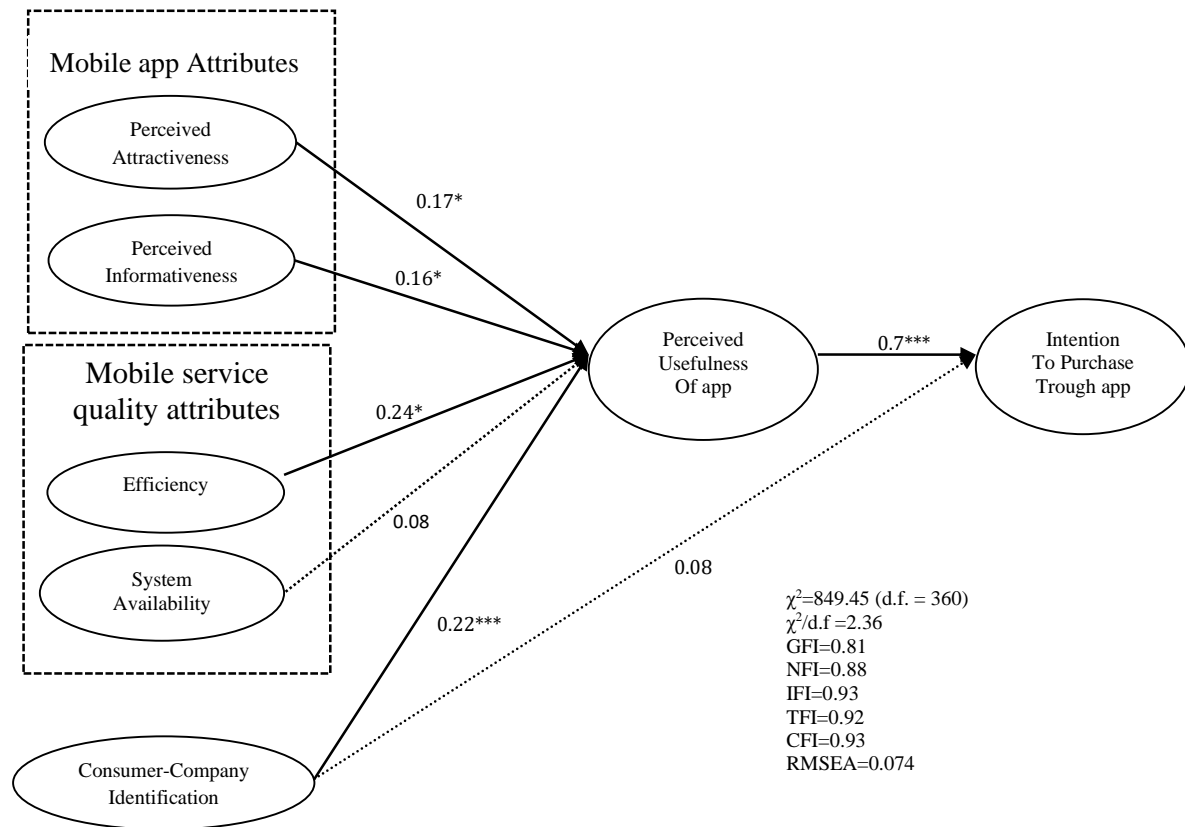 Mobile app Attributes
Perceived
Attractiveness
0.17*
Perceived
Informativeness
0.16*
Perceived
Usefulness
Of app
0.7***
Intention
To Purchase
Trough app
Mobile service
quality attributes
0.24*
Efficiency
0.08
System
Availability
0.22***
0.08
χ²=849.45 (d.f. = 360)
χ²/d.f =2.36
GFI=0.81
NFI=0.88
IFI=0.93
TFI=0.92
CFI=0.93
RMSEA=0.074
Consumer-Company
Identification